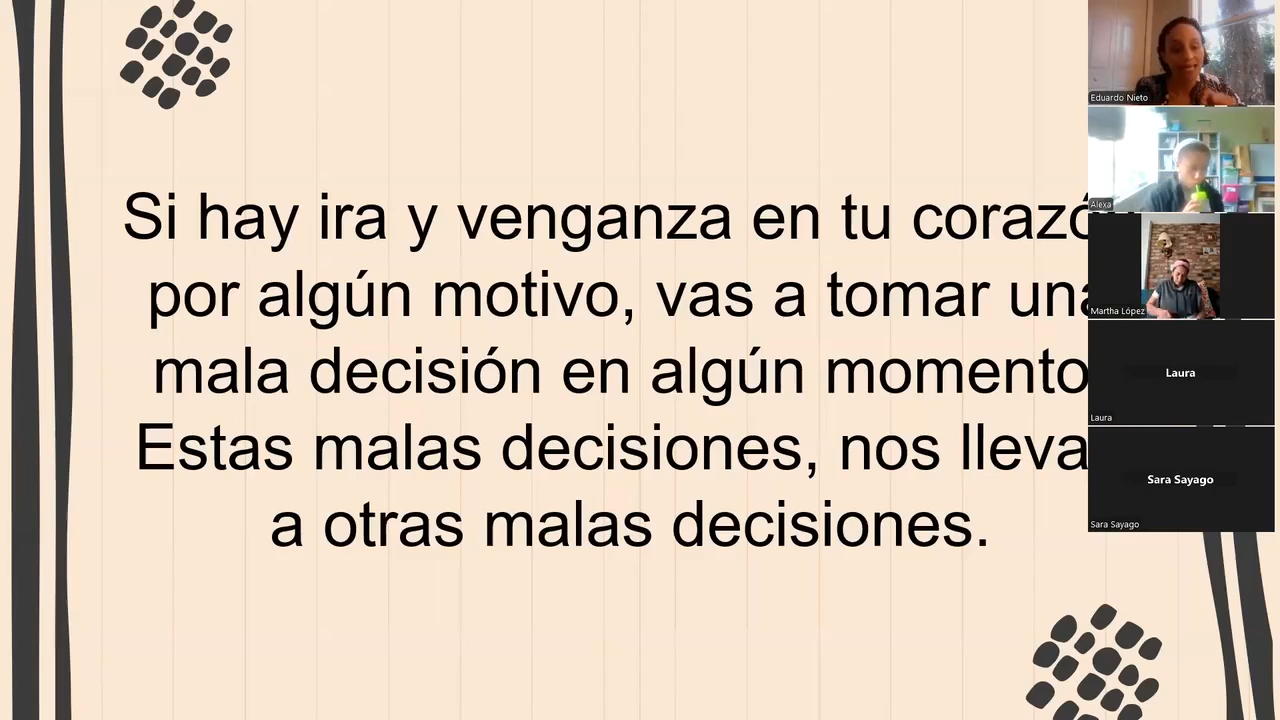 Si hay ira y venganza en tu corazó
por algún motivo, vas a tomar una
mala decisión en algún momento
Estas malas decisiones, nos lleva
a otras malas decisiones.
Eduardo Nieto
Alexa
Martha López
Laura
Laura
Sara Sayago
Sara Sayago